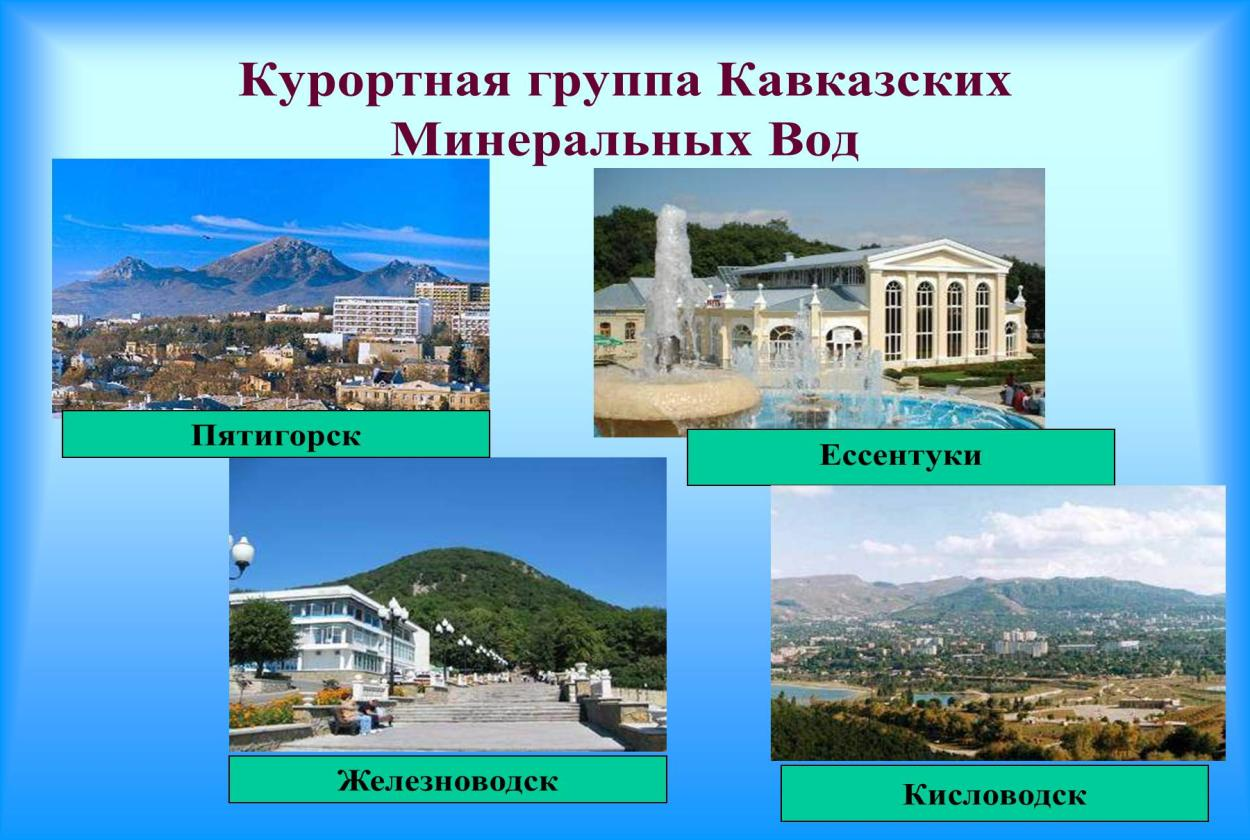 Курортная группа Кавказских
Минеральных Вод
Пятигорск
Ессентуки
Железноводск
Кисловодск